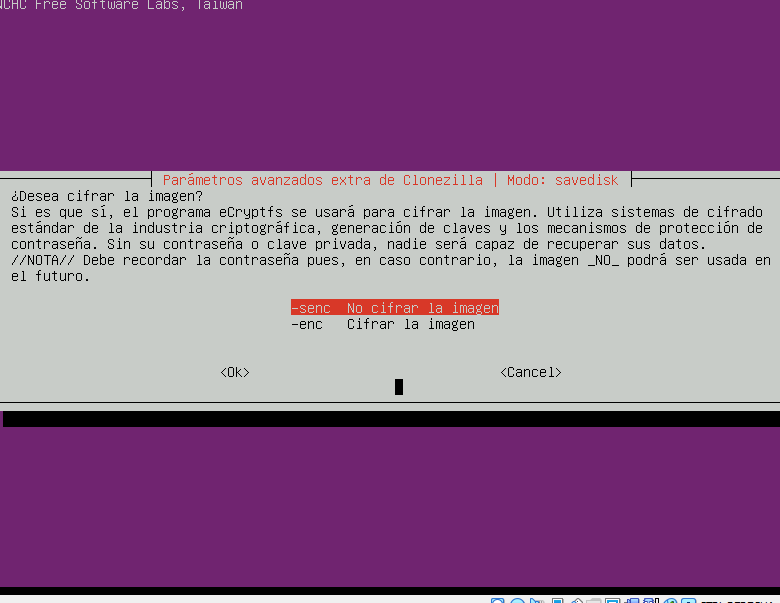 NCHC Free Software Labs, Taiwan
Parámetros avanzados extra de Clonezilla | Modo: savedisk
¿Desea cifrar la imagen?
Si es que sí, el programa eCryptfs se usará para cifrar la imagen. Utiliza sistemas de cifrado
estándar de la industria criptográfica, generación de claves y los mecanismos de protección de
contraseña. Sin su contraseña o clave privada, nadie será capaz de recuperar sus datos.
//NOTA// Debe recordar la contraseña pues, en caso contrario, la imagen _NO_ podrá ser usada en
el futuro.
-senc No cifrar la imagen
-enc Cifrar la imagen
<Ok> <Cancel>